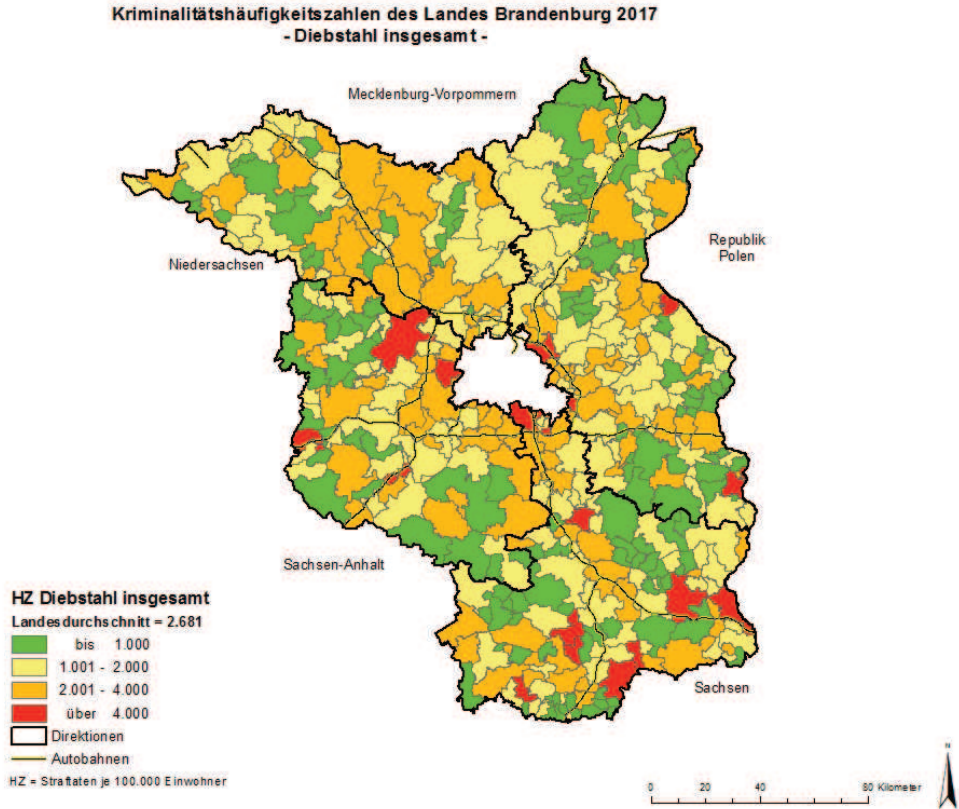 Kriminalitätshäufigkeitszahlen des Landes Brandenburg 2017
- Diebstahl insgesamt -
Mecklenburg-Vorpommern
Republik
Polen
Niedersachsen
Sachsen-Anhalt
Sachsen
HZ Diebstahl insgesamt
Landesdurchschnitt = 2.681
bis 1.000
1.001 - 2.000
2.001 - 4.000
über 4.000
Direktionen
Autobahnen
HZ = Straftaten je 100.000 Einwohner
N
0 20 40 80 Kilometer